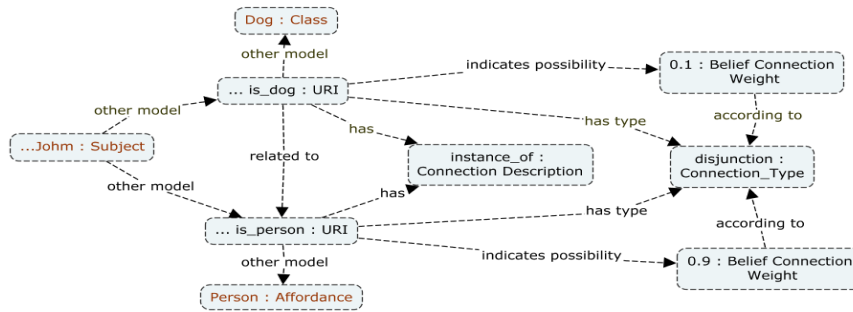 Dog : Class
other model
indicates possibility
0.1 : Belief Connection
Weight
... is_dog : URI
other model
has type
according to
...Johm : Subject
has
related to
instance_of :
Connection Description
disjunction :
Connection_Type
other model
has
has type
according to
... is_person : URI
indicates possibility
0.9 : Belief Connection
Weight
other model
Person : Affordance